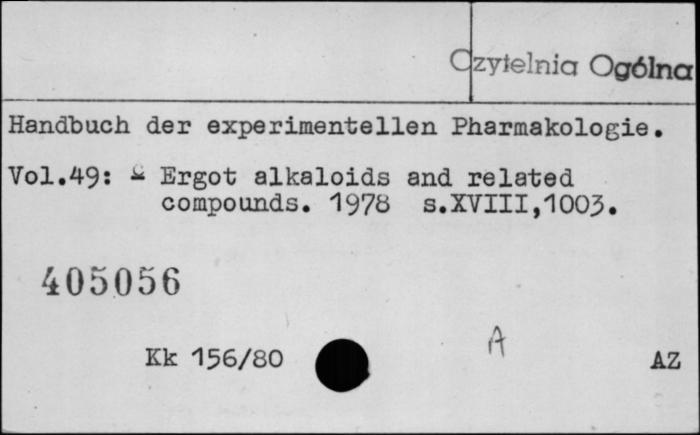 Czytelnia Ogólna
Handbuch der experimentellen Pharmakologie.
Vol.49: Ergot alkaloids and related
compounds. 1978 s.XVIII,1003.
405056
Kk 156/80
A
AZ